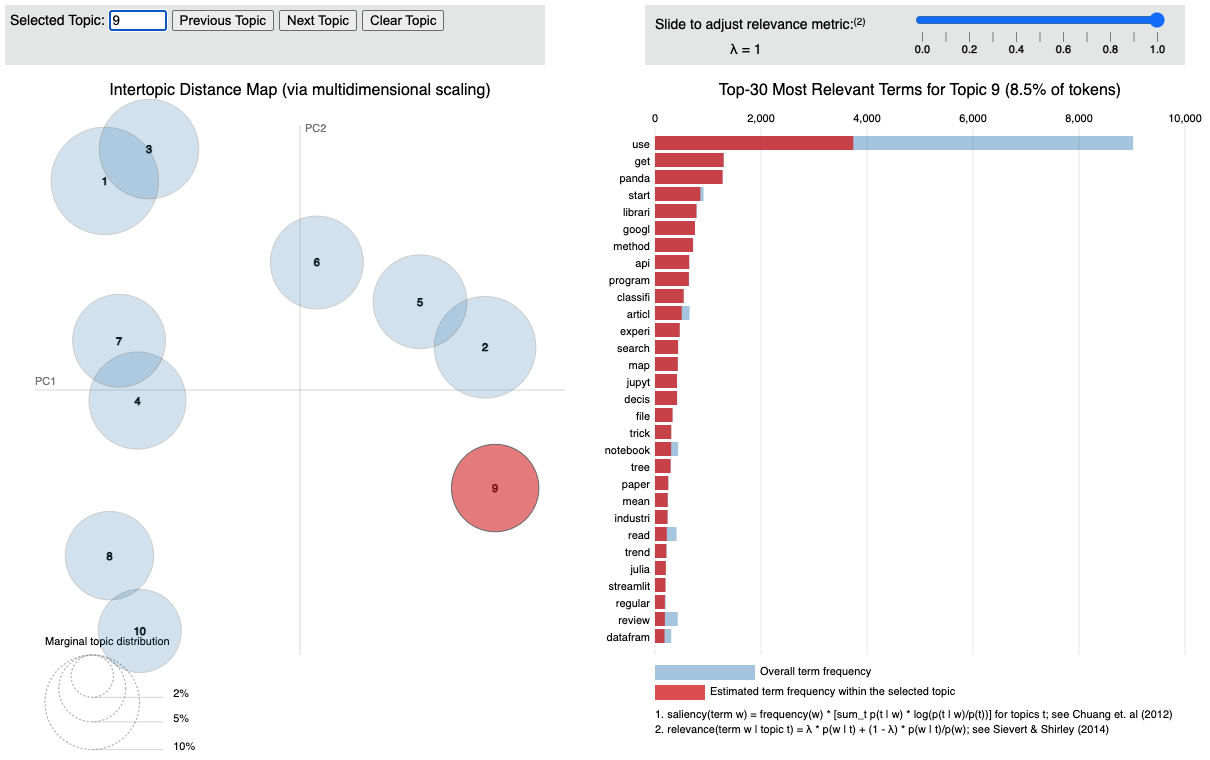 Selected Topic: 9 Previous Topic Next Topic Clear Topic
Slide to adjust relevance metric:(2)
λ = 1
0.0 0.2 0.4 0.6 0.8 1.0
Intertopic Distance Map (via multidimensional scaling)
PC2
PC1
3
1
6
5
2
7
4
9
8
10
Marginal topic distribution
2%
5%
10%
Top-30 Most Relevant Terms for Topic 9 (8.5% of tokens)
0 2,000 4,000 6,000 8,000 10,000
use
get
panda
start
librari
googl
method
api
program
classifi
articl
experi
search
map
jupyt
decis
file
trick
notebook
tree
paper
mean
industri
read
trend
julia
streamlit
regular
review
datafram
Overall term frequency
Estimated term frequency within the selected topic
1. saliency(term w) = frequency(w) * [sum_t p(t | w) * log(p(t | w)/p(t))] for topics t; see Chuang et. al (2012)
2. relevance(term w | topic t) = λ * p(w | t) + (1 - λ) * p(w | t)/p(w); see Sievert & Shirley (2014)